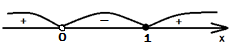 + − +
0 1 x